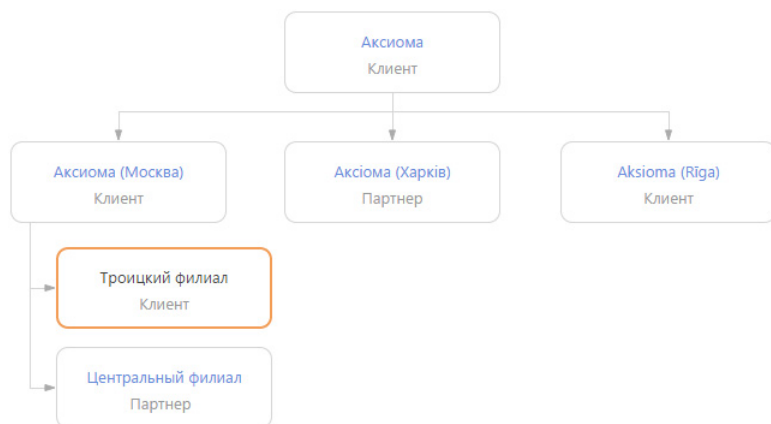 Аксиома
Клиент
Аксиома (Москва)
Клиент
Аксіома (Харків)
Партнер
Aksioma (Rīga)
Клиент
Троицкий филиал
Клиент
Центральный филиал
Партнер